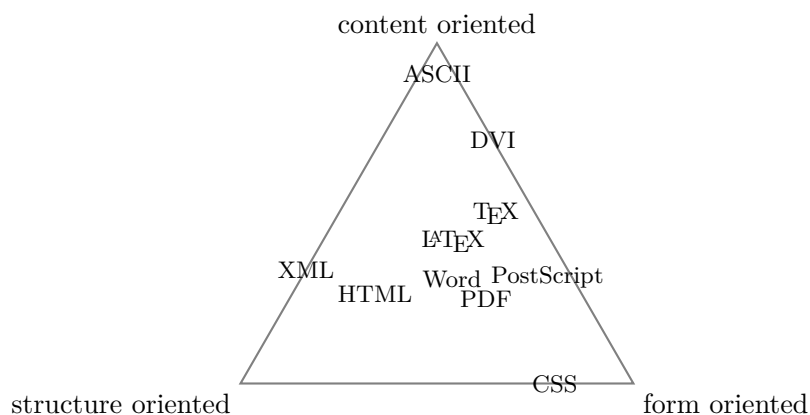 content oriented
ASCII
DVI
TEX
LATEX
XML
Word
PostScript
HTML
PDF
CSS
structure oriented
form oriented